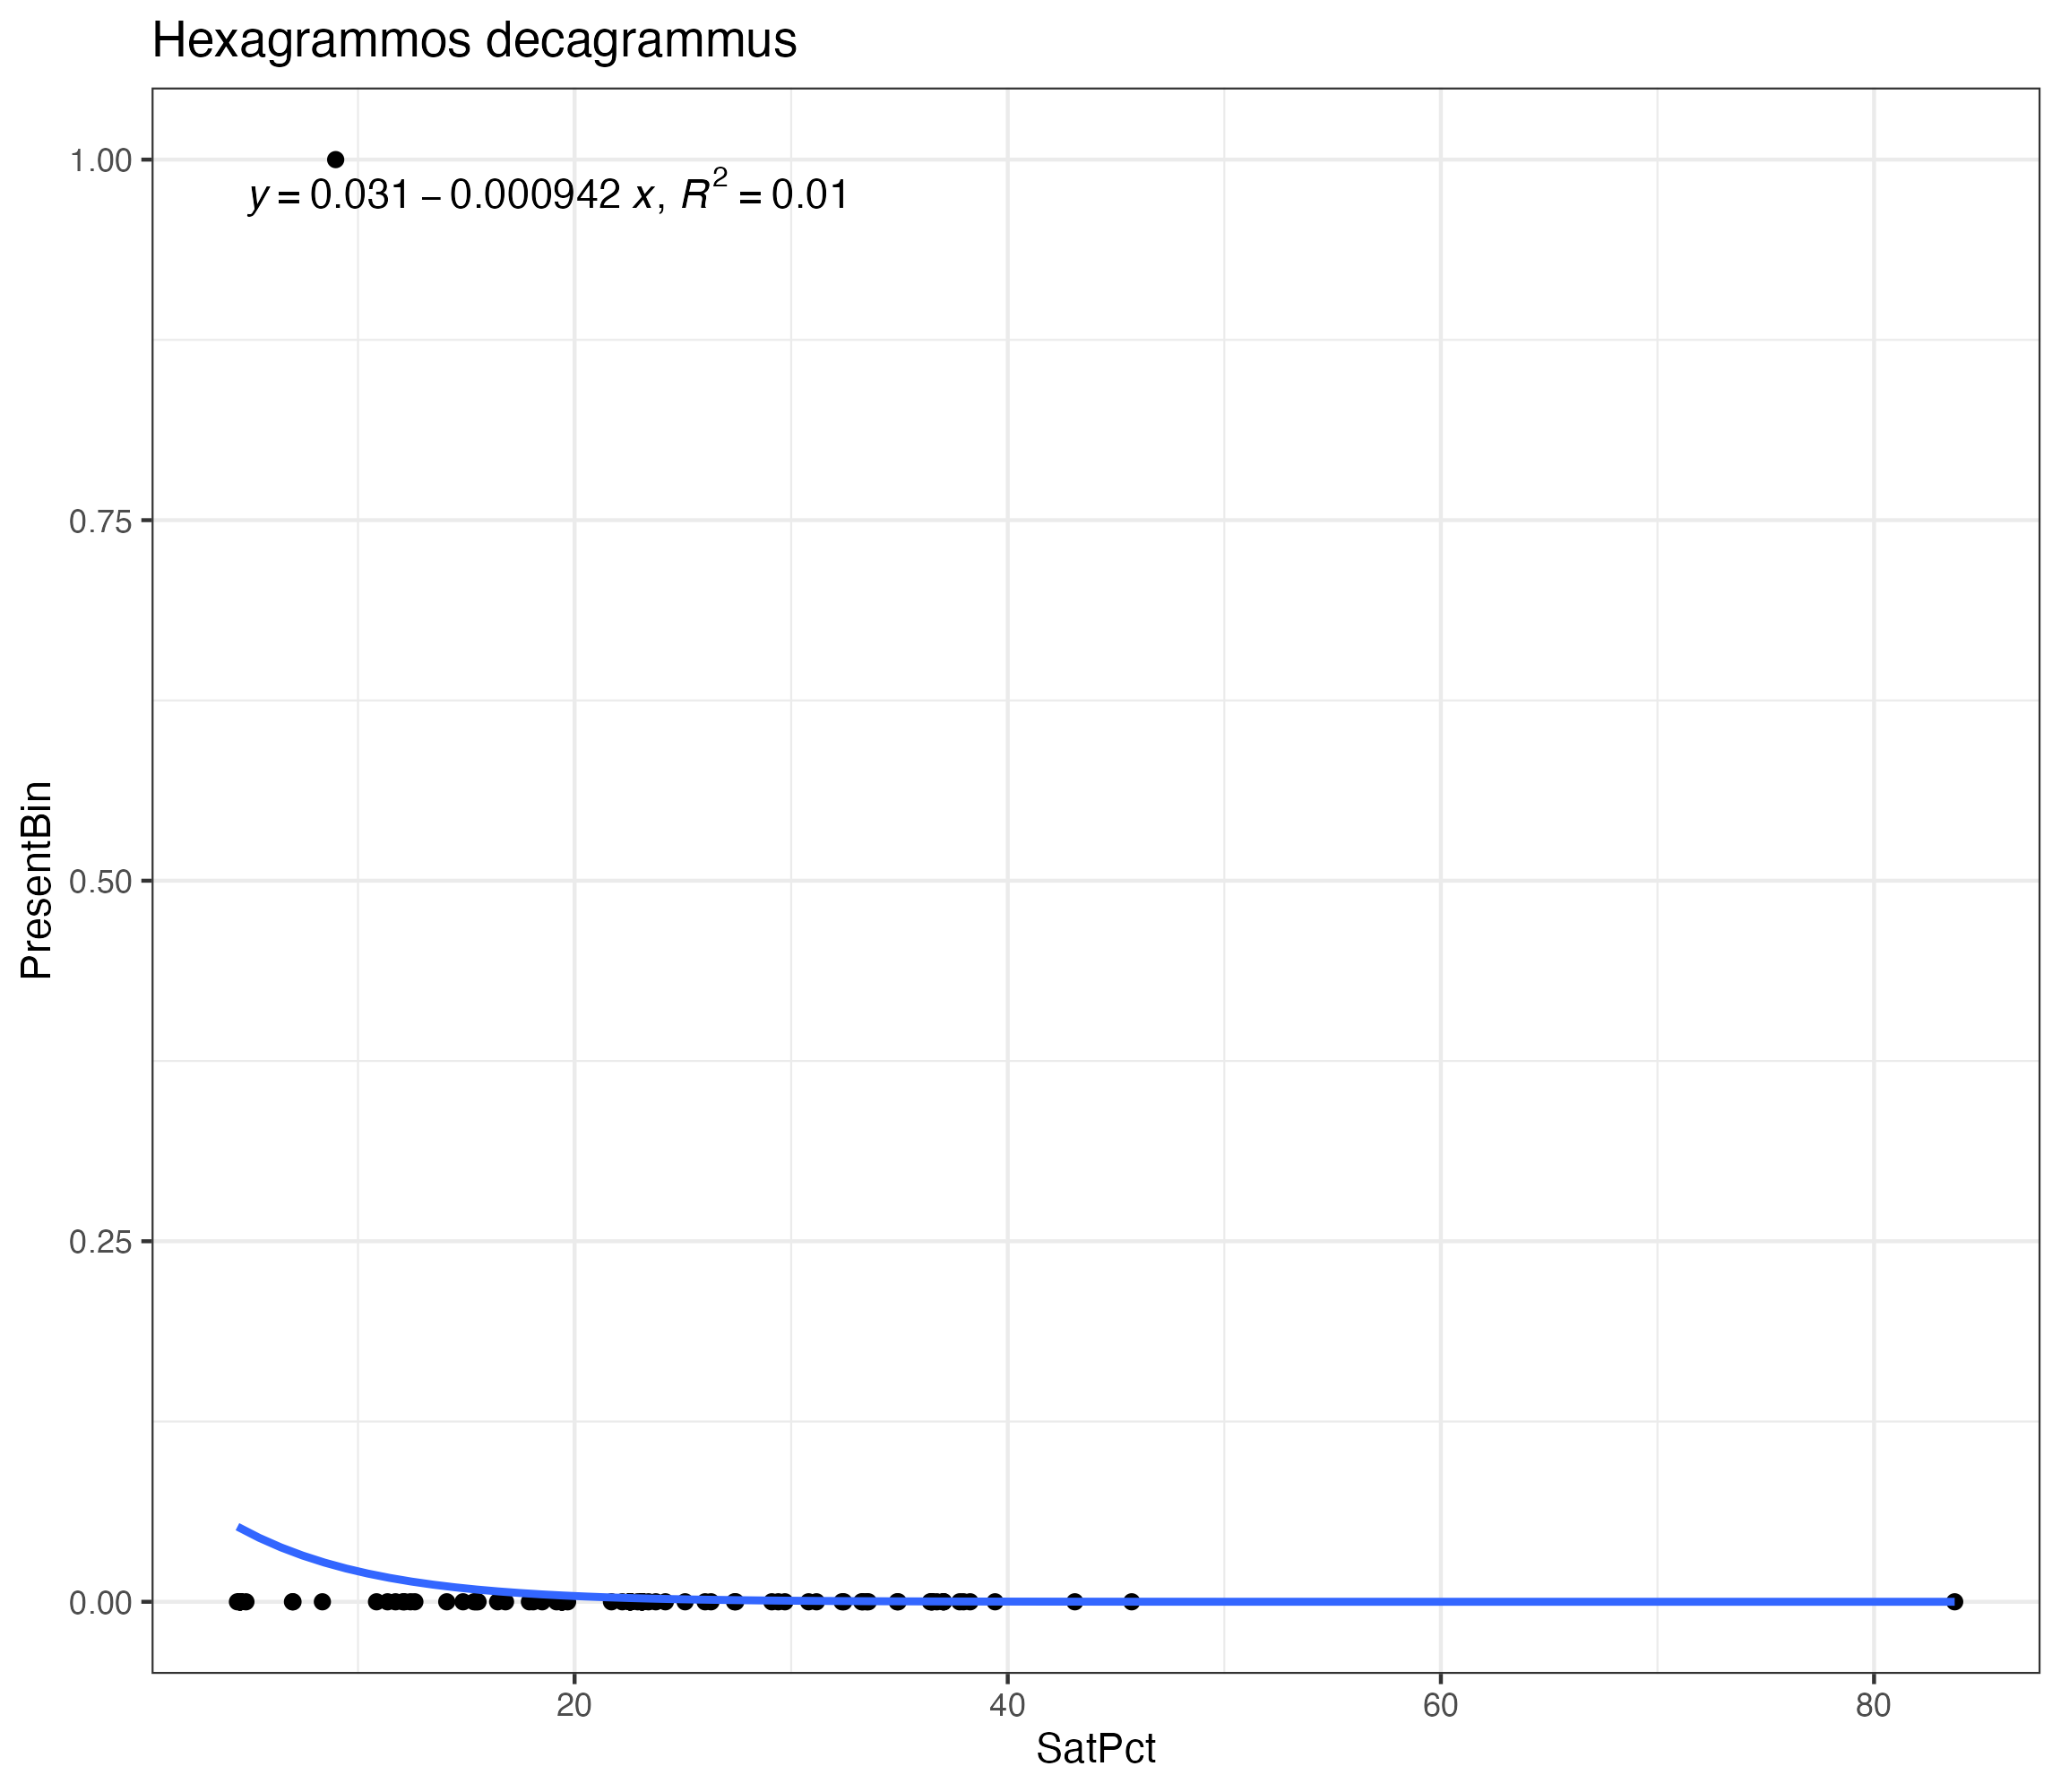 Hexagrammos decagrammus
1.00
y = 0.031 − 0.000942 x, R² = 0.01
0.75
0.50
0.25
0.00
PresentBin
20 40 60 80
SatPct